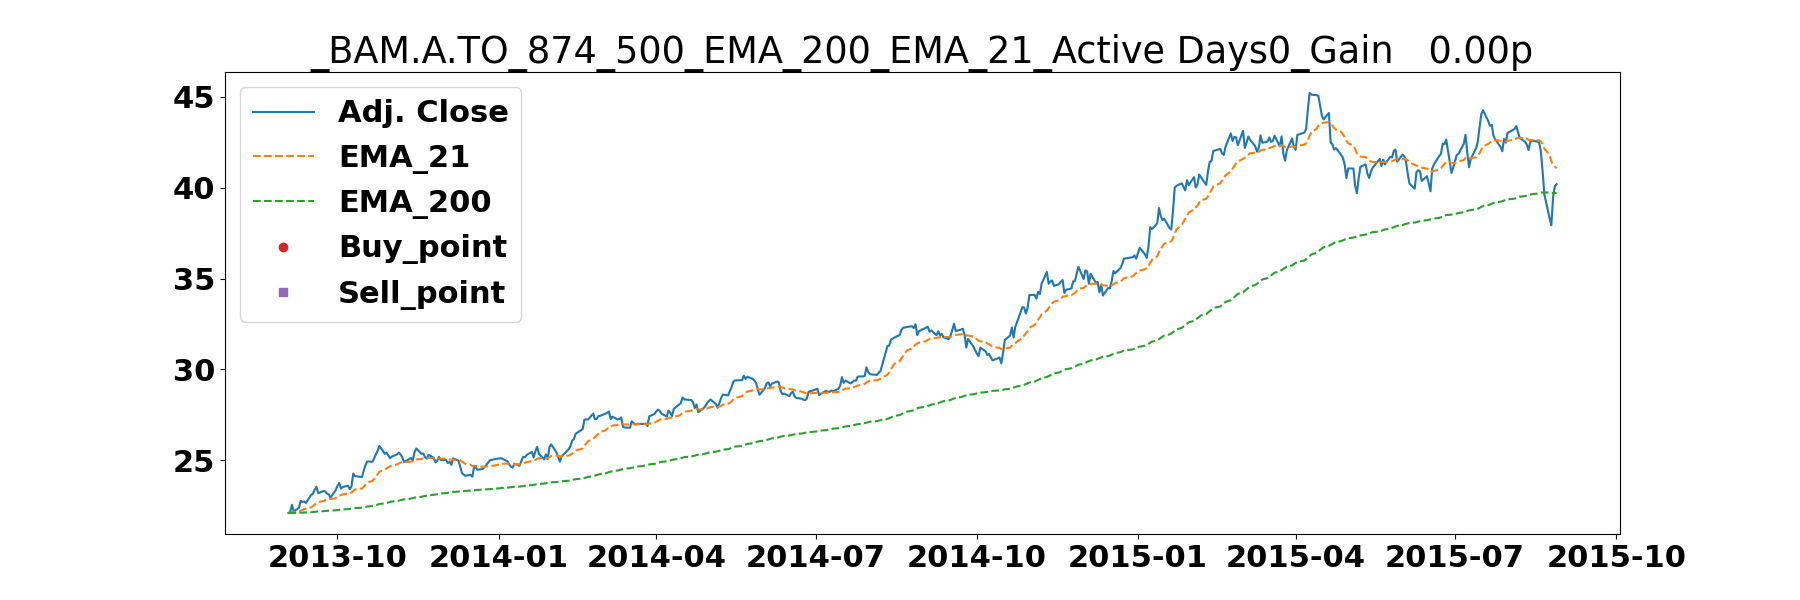 _BAM.A.TO_874_500_EMA_200_EMA_21_Active Days0_Gain   0.00p
45
40
35
30
25
Adj. Close
EMA_21
EMA_200
Buy_point
Sell_point
2013-10 2014-01 2014-04 2014-07 2014-10 2015-01 2015-04 2015-07 2015-10